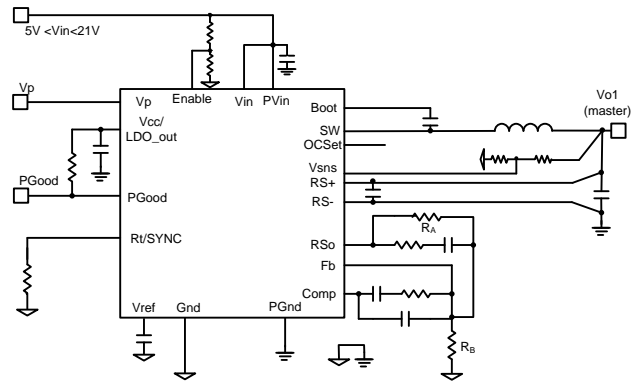 5V <Vin<21V
Vp
Vp
Enable
Vin
PVin
Boot
Vo1
(master)
Vcc/
LDO_out
SW
OCSet
Vsns
PGood
PGood
RS+
RS-
Rt/SYNC
RSo
RA
Fb
Comp
Vref
Gnd
PGnd
RB